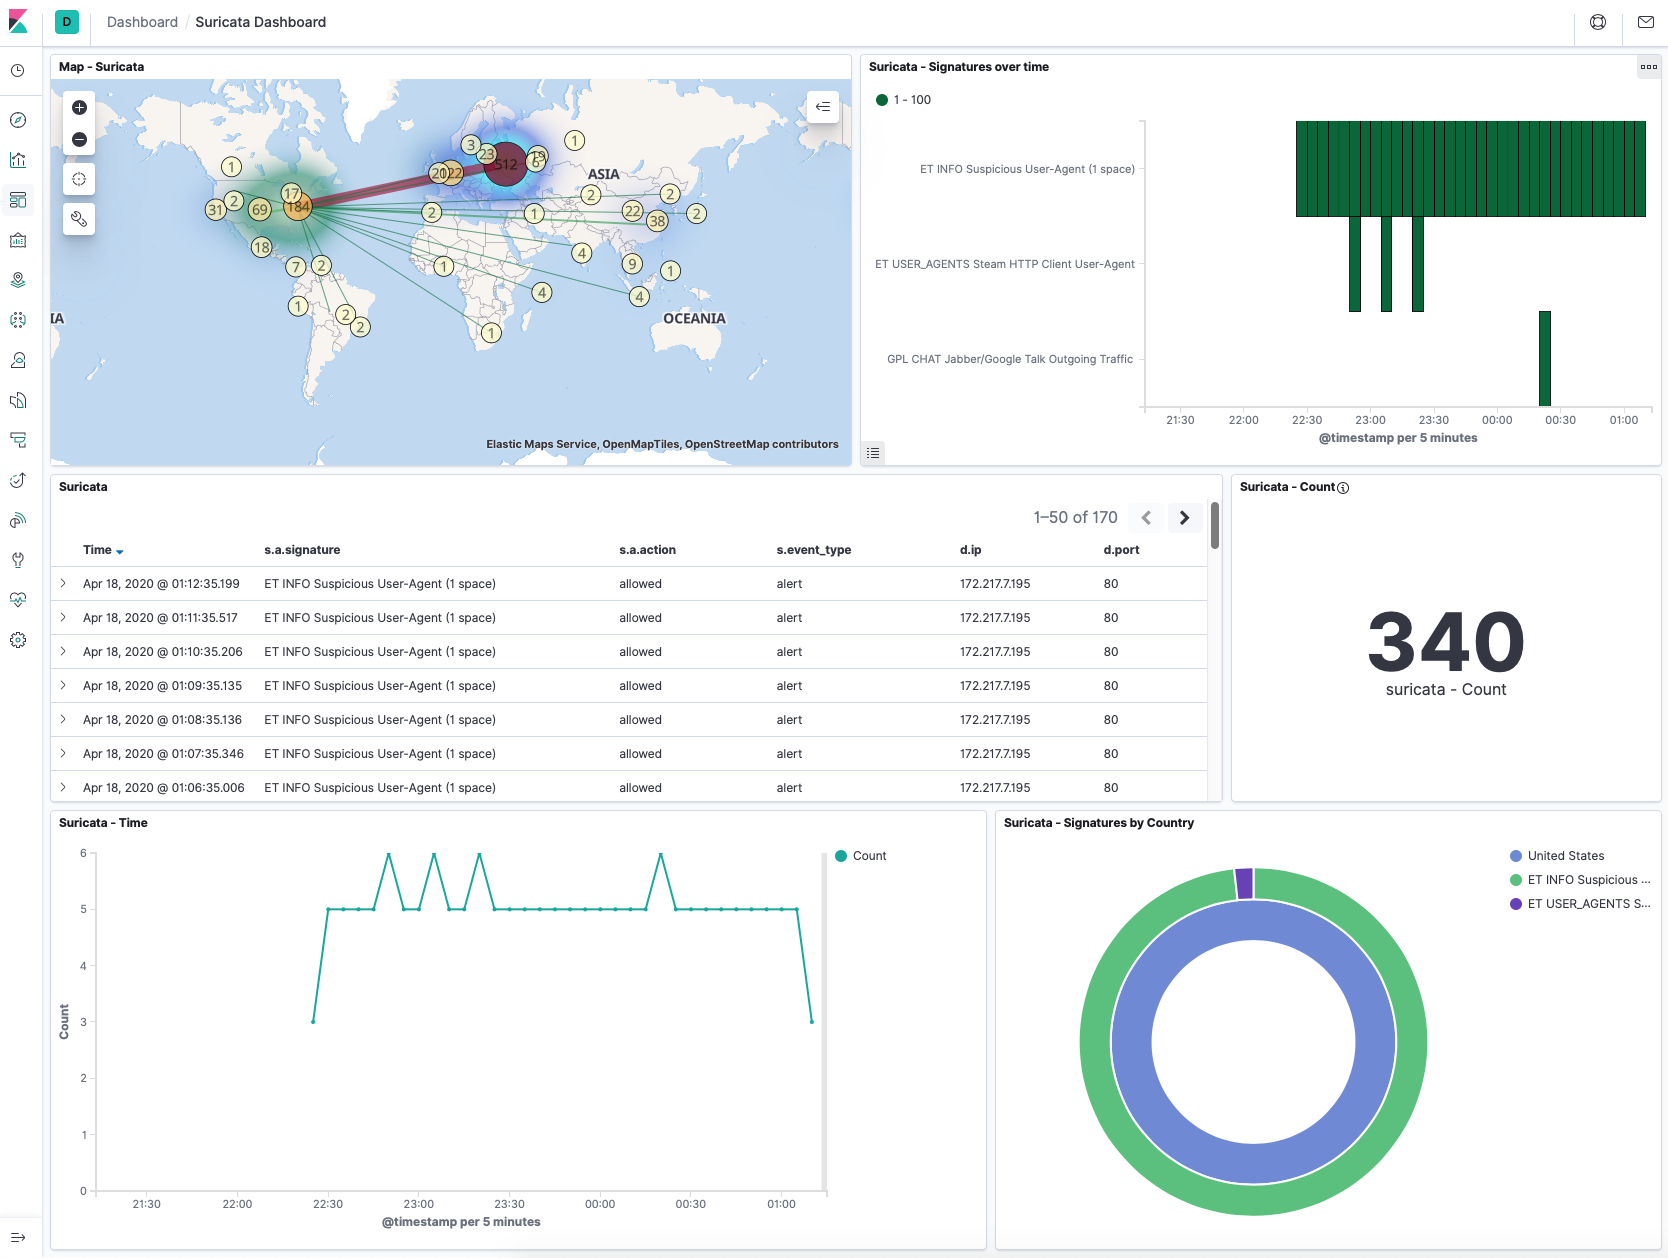 D
Dashboard / Suricata Dashboard
Map - Suricata
1
3
23
512
19
6
1
20
122
ASIA
1
17
184
2
31
69
2
2
2
22
38
2
1
18
7
2
1
4
9
1
4
4
1
2
2
1
IA
OCEANIA
Elastic Maps Service, OpenMapTiles, OpenStreetMap contributors
Suricata - Signatures over time
1 - 100
ET INFO Suspicious User-Agent (1 space)
ET USER_AGENTS Steam HTTP Client User-Agent
GPL CHAT Jabber/Google Talk Outgoing Traffic
21:30 22:00 22:30 23:00 23:30 00:00 00:30 01:00
@timestamp per 5 minutes
Suricata
1–50 of 170
Time s.a.signature s.a.action s.event_type d.ip d.port
Apr 18, 2020 @ 01:12:35.199 ET INFO Suspicious User-Agent (1 space) allowed alert 172.217.7.195 80
Apr 18, 2020 @ 01:11:35.517 ET INFO Suspicious User-Agent (1 space) allowed alert 172.217.7.195 80
Apr 18, 2020 @ 01:10:35.206 ET INFO Suspicious User-Agent (1 space) allowed alert 172.217.7.195 80
Apr 18, 2020 @ 01:09:35.135 ET INFO Suspicious User-Agent (1 space) allowed alert 172.217.7.195 80
Apr 18, 2020 @ 01:08:35.136 ET INFO Suspicious User-Agent (1 space) allowed alert 172.217.7.195 80
Apr 18, 2020 @ 01:07:35.346 ET INFO Suspicious User-Agent (1 space) allowed alert 172.217.7.195 80
Apr 18, 2020 @ 01:06:35.006 ET INFO Suspicious User-Agent (1 space) allowed alert 172.217.7.195 80
Suricata - Count
340
suricata - Count
Suricata - Time
Count
6
5
4
3
2
1
0
Count
21:30 22:00 22:30 23:00 23:30 00:00 00:30 01:00
@timestamp per 5 minutes
Suricata - Signatures by Country
United States
ET INFO Suspicious ...
ET USER_AGENTS S...